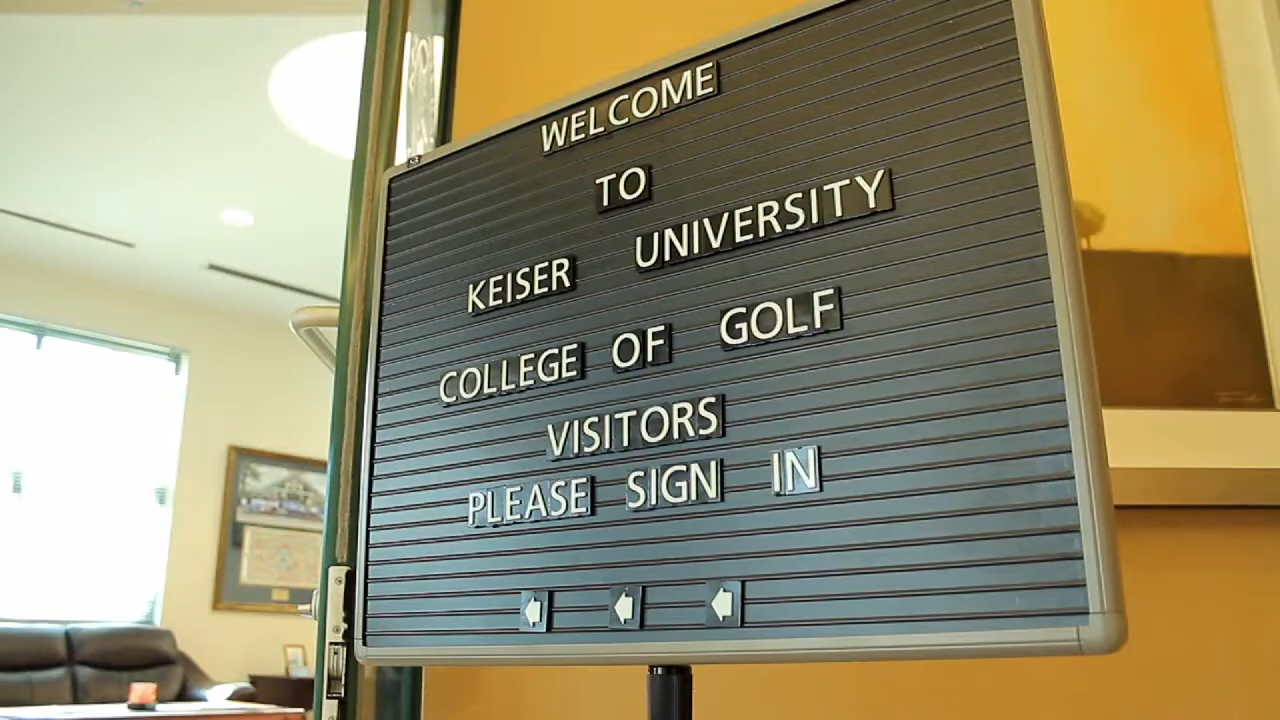 WELCOME
TO
KEISER UNIVERSITY
COLLEGE OF GOLF
VISITORS
PLEASE SIGN IN